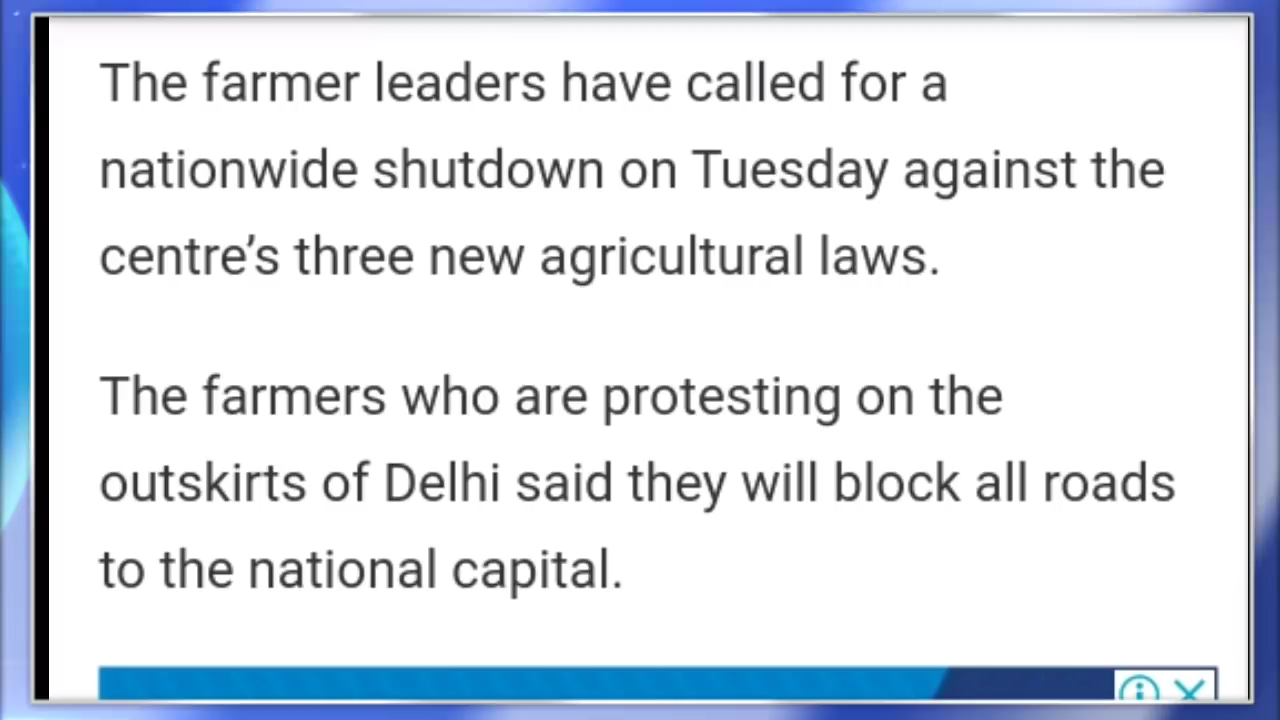 The farmer leaders have called for a
nationwide shutdown on Tuesday against the
centre’s three new agricultural laws.
The farmers who are protesting on the
outskirts of Delhi said they will block all roads
to the national capital.